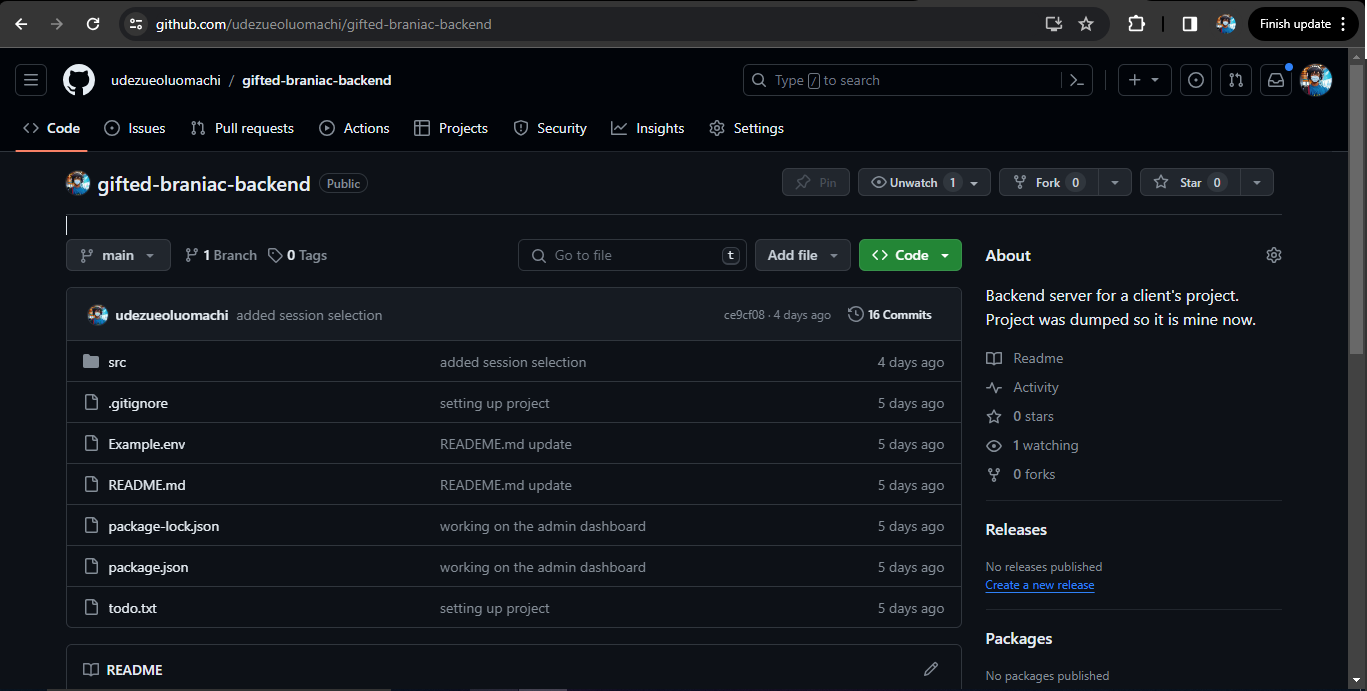 github.com/udezueoluomachi/gifted-braniac-backend
Finish update
udezueoluomachi / gifted-braniac-backend
Type / to search
Code Issues Pull requests Actions Projects Security Insights Settings
gifted-braniac-backend Public
Pin Unwatch 1 Fork 0 Star 0
main 1 Branch 0 Tags
Go to file t Add file Code
udezueoluomachi added session selection ce9cf08 · 4 days ago 16 Commits
src added session selection 4 days ago
.gitignore setting up project 5 days ago
Example.env READEME.md update 5 days ago
README.md READEME.md update 5 days ago
package-lock.json working on the admin dashboard 5 days ago
package.json working on the admin dashboard 5 days ago
todo.txt setting up project 5 days ago
README
About
Backend server for a client's project.
Project was dumped so it is mine now.
Readme
Activity
0 stars
1 watching
0 forks
Releases
No releases published
Create a new release
Packages
No packages published